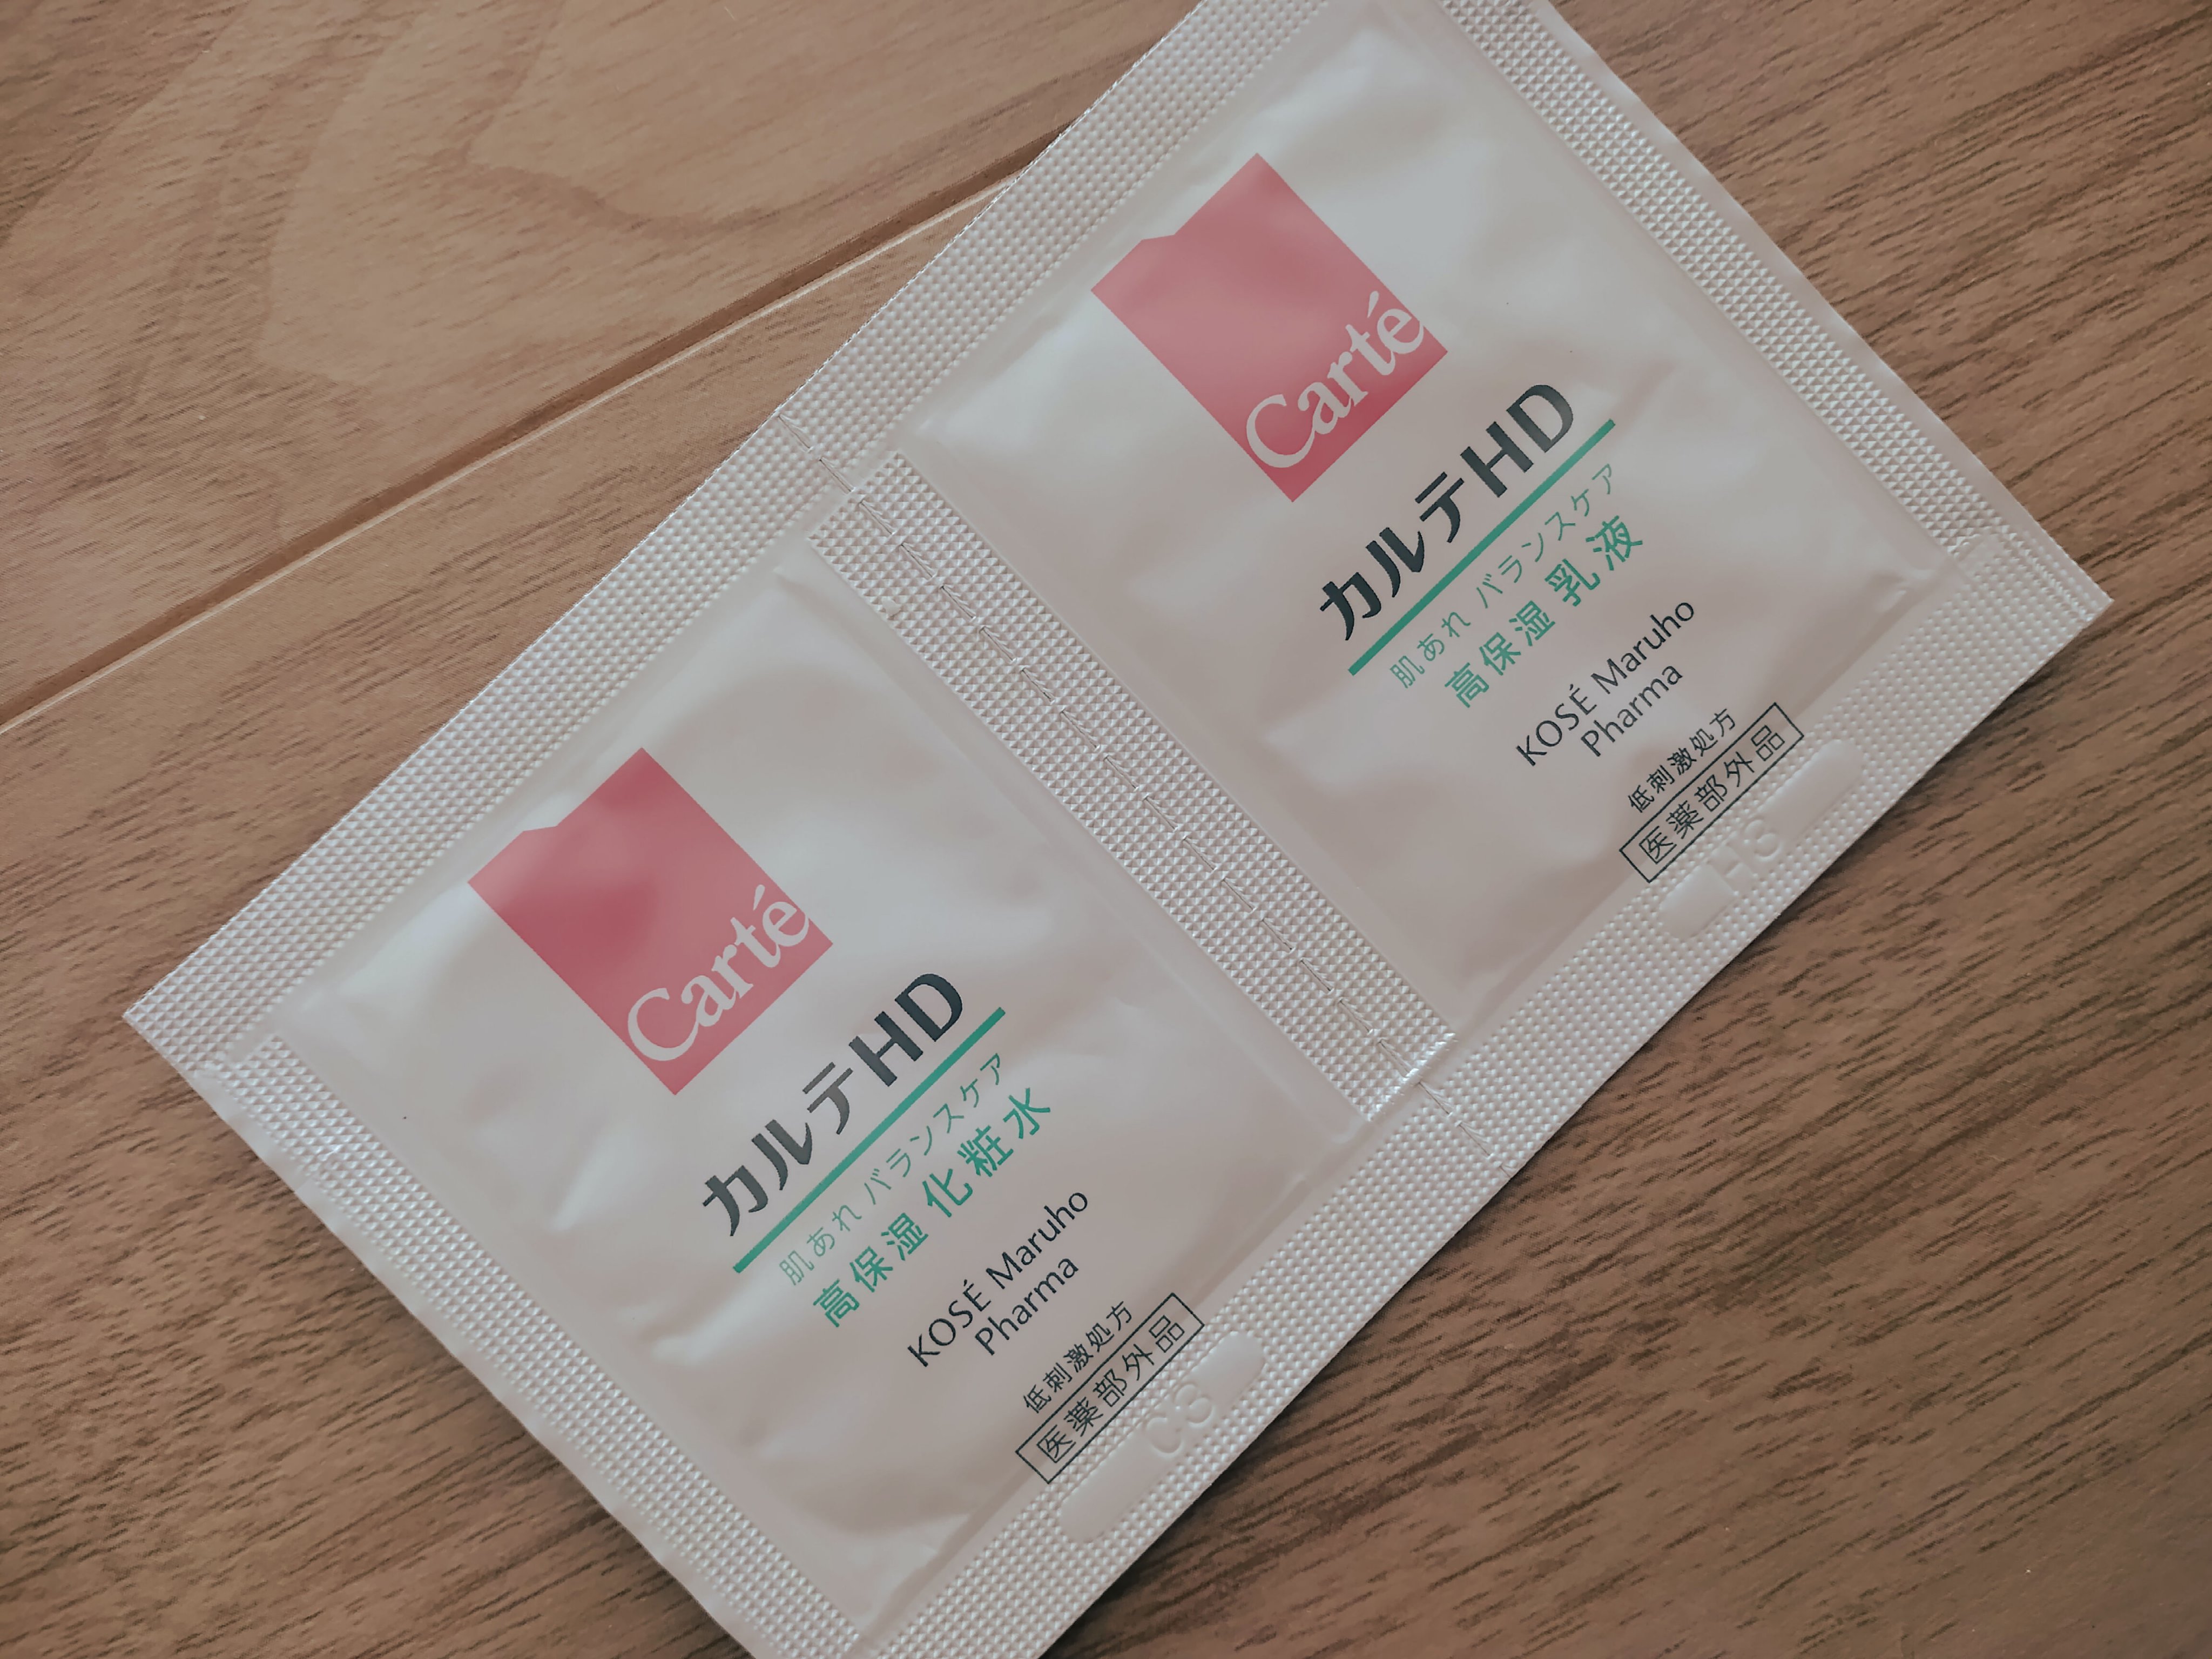 Carté
カルテHD
肌あれ バランスケア
高保湿 化粧水
KOSÉ Maruho
Pharma
低刺激処方
医薬部外品
C8
Carté
カルテHD
肌あれ バランスケア
高保湿 乳液
KOSÉ Maruho
Pharma
低刺激処方
医薬部外品
H8